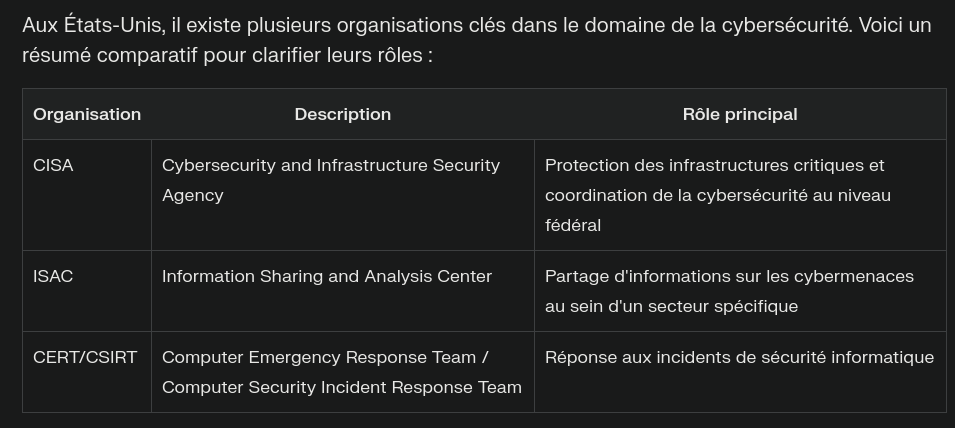 Aux États-Unis, il existe plusieurs organisations clés dans le domaine de la cybersécurité. Voici un
résumé comparatif pour clarifier leurs rôles :
Organisation Description Rôle principal
CISA Cybersecurity and Infrastructure Security Protection des infrastructures critiques et
Agency coordination de la cybersécurité au niveau
fédéral
ISAC Information Sharing and Analysis Center Partage d'informations sur les cybermenaces
au sein d'un secteur spécifique
CERT/CSIRT Computer Emergency Response Team / Réponse aux incidents de sécurité informatique
Computer Security Incident Response Team